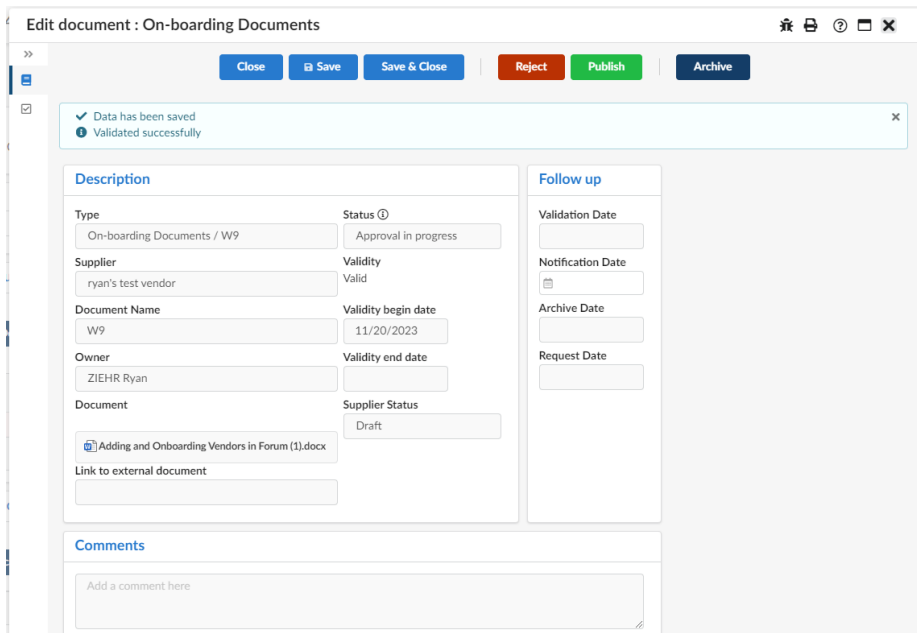 Edit document : On-boarding Documents
Close Save Save & Close Reject Publish Archive
Data has been saved
Validated successfully
Description
Type
On-boarding Documents / W9
Status
Approval in progress
Supplier
ryan's test vendor
Validity
Valid
Document Name
W9
Validity begin date
11/20/2023
Owner
ZIEHR Ryan
Validity end date
Document
Adding and Onboarding Vendors in Forum (1).docx
Supplier Status
Draft
Link to external document
Follow up
Validation Date
Notification Date
Archive Date
Request Date
Comments
Add a comment here